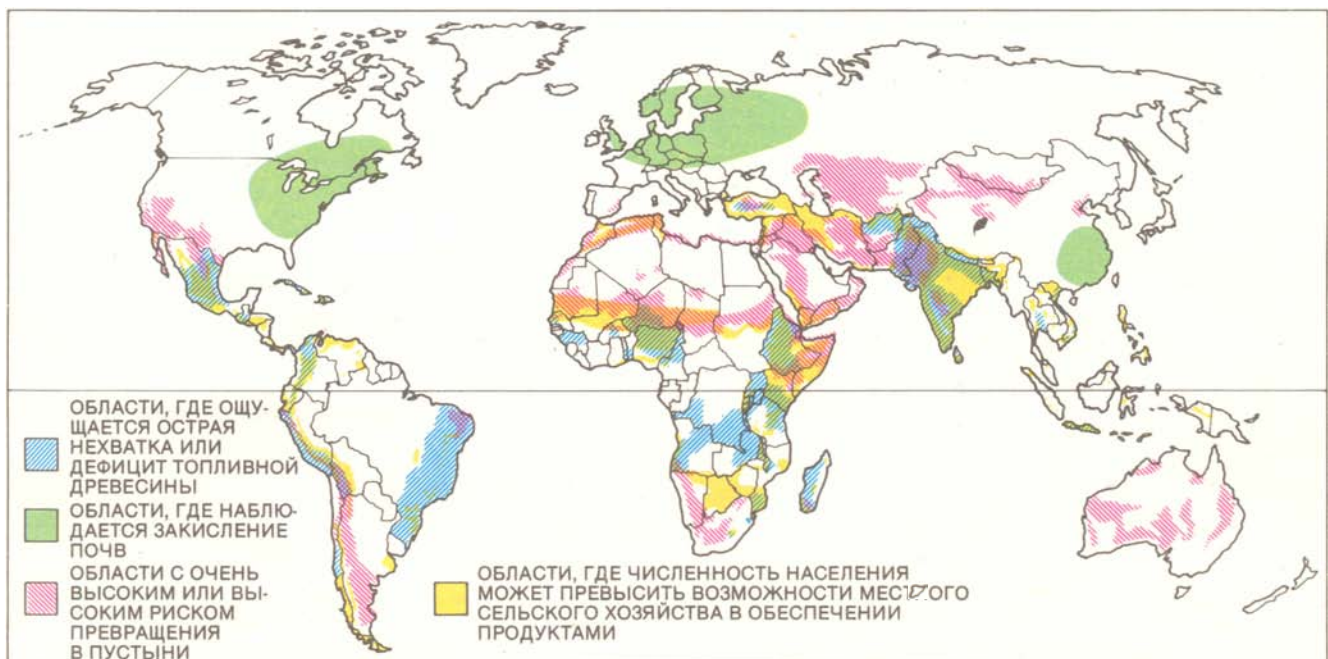 ОБЛАСТИ, ГДЕ ОЩУ-
ЩАЕТСЯ ОСТРАЯ
НЕХВАТКА ИЛИ
ДЕФИЦИТ ТОПЛИВНОЙ
ДРЕВЕСИНЫ
ОБЛАСТИ, ГДЕ НАБЛЮ-
ДАЕТСЯ ЗАКИСЛЕНИЕ
ПОЧВ
ОБЛАСТИ С ОЧЕНЬ
ВЫСОКИМ ИЛИ ВЫ-
СОКИМ РИСКОМ
ПРЕВРАЩЕНИЯ
В ПУСТЫНИ
ОБЛАСТИ, ГДЕ ЧИСЛЕННОСТЬ НАСЕЛЕНИЯ
МОЖЕТ ПРЕВЫСИТЬ ВОЗМОЖНОСТИ МЕСТНОГО
СЕЛЬСКОГО ХОЗЯЙСТВА В ОБЕСПЕЧЕНИИ
ПРОДУКТАМИ